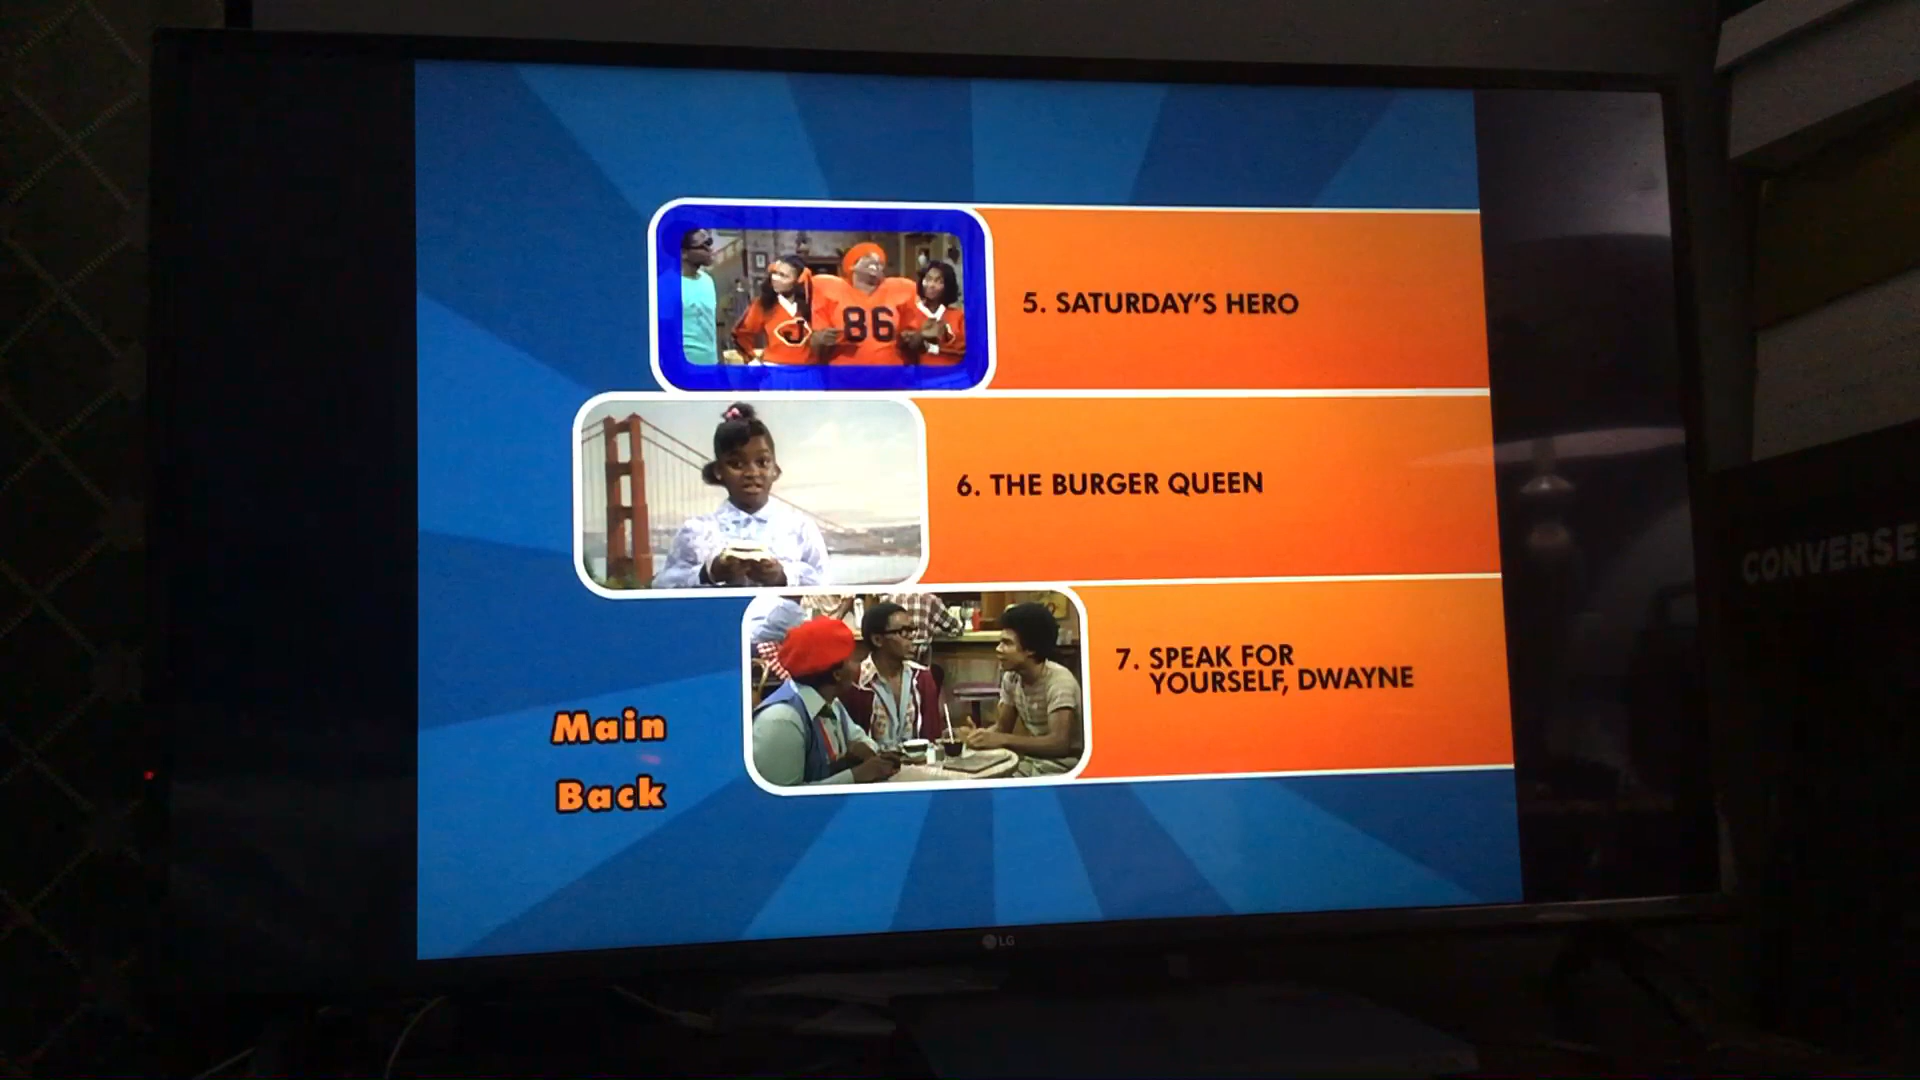 5. SATURDAY'S HERO
86
J
6. THE BURGER QUEEN
7. SPEAK FOR
YOURSELF, DWAYNE
Main
Back
LG
CONVERSE